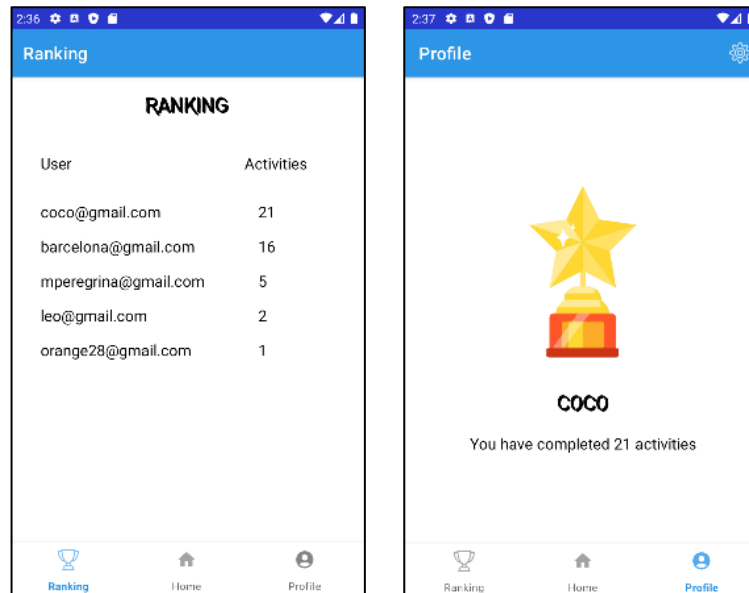 2:36
Ranking
RANKING
User Activities
coco@gmail.com 21
barcelona@gmail.com 16
mperegrina@gmail.com 5
leo@gmail.com 2
orange28@gmail.com 1
Ranking Home Profile
2:37
Profile
COCO
You have completed 21 activities
Ranking Home Profile